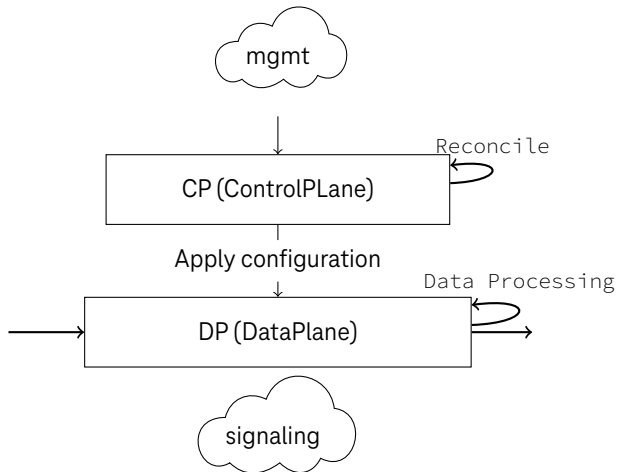 mgmt
Reconcile
CP (ControlPLane)
Apply configuration
Data Processing
DP (DataPlane)
signaling